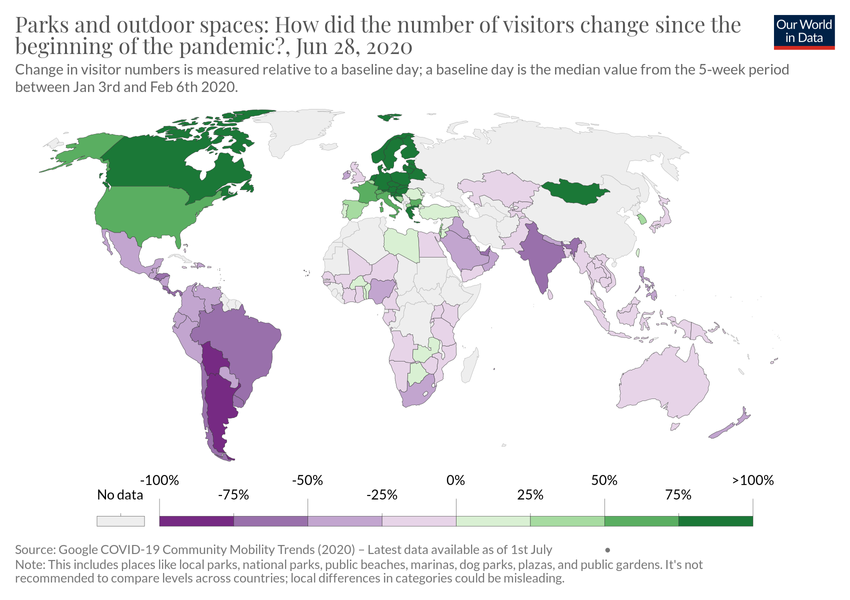 Parks and outdoor spaces: How did the number of visitors change since the
beginning of the pandemic?, Jun 28, 2020
Our World
in Data
Change in visitor numbers is measured relative to a baseline day; a baseline day is the median value from the 5-week period
between Jan 3rd and Feb 6th 2020.
-100% -50% 0% 50% >100%
No data -75% -25% 25% 75%
Source: Google COVID-19 Community Mobility Trends (2020) – Latest data available as of 1st July •
Note: This includes places like local parks, national parks, public beaches, marinas, dog parks, plazas, and public gardens. It's not
recommended to compare levels across countries; local differences in categories could be misleading.